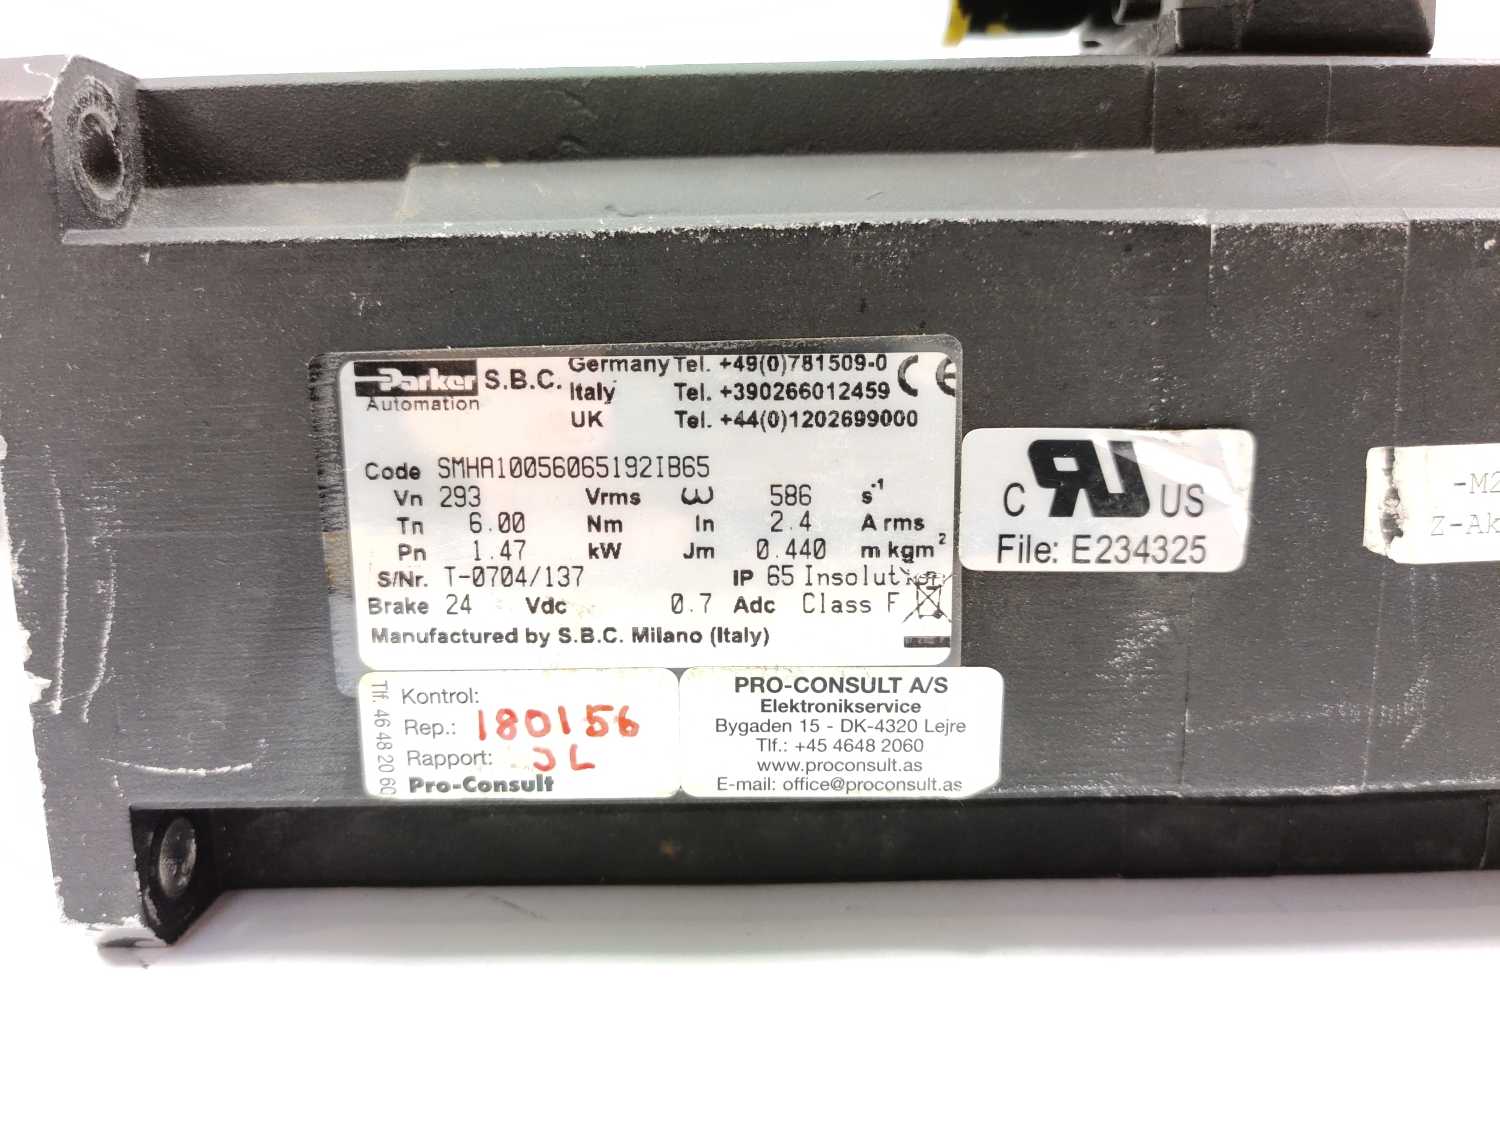 Parker S.B.C. Germany Tel. +49(0)781509-0 CE
Automation Italy Tel. +390266012459
UK Tel. +44(0)1202699000
Code SMHA10056065192IB65
Vn 293 Vrms ω 586 s⁻¹
Tn 6.00 Nm In 2.4 A rms
Pn 1.47 kW Jm 0.440 m kgm²
S/Nr. T-0704/137 IP 65 Insolut
Brake 24 Vdc 0.7 Adc Class F
Manufactured by S.B.C. Milano (Italy)
C RU US
File: E234325
-M2
Z-Ak
Tlf. 46 48 20 60
Kontrol:
Rep.: 180156
Rapport: JL
Pro-Consult
PRO-CONSULT A/S
Elektronikservice
Bygaden 15 - DK-4320 Lejre
Tlf.: +45 4648 2060
www.proconsult.as
E-mail: office@proconsult.as